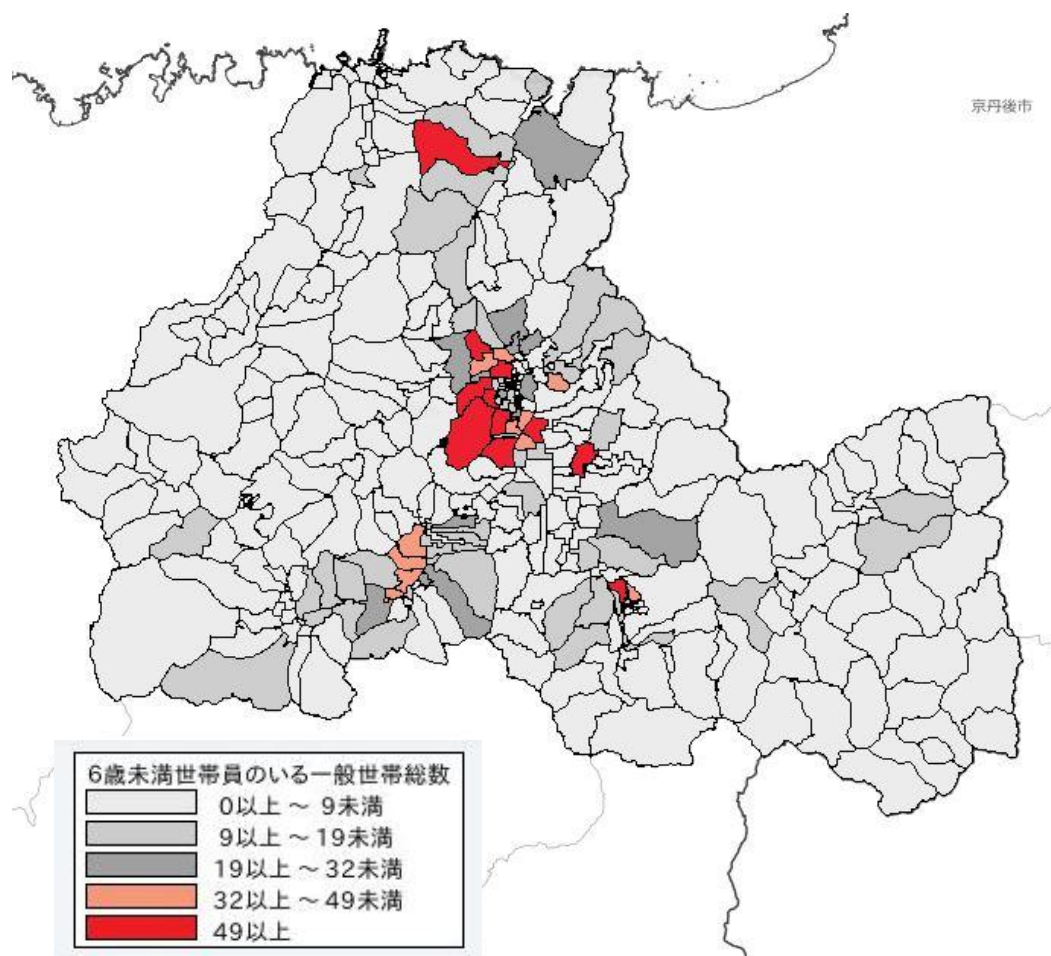 京丹後市
6歳未満世帯員のいる一般世帯総数
0以上 ～ 9未満
9以上 ～ 19未満
19以上 ～ 32未満
32以上 ～ 49未満
49以上